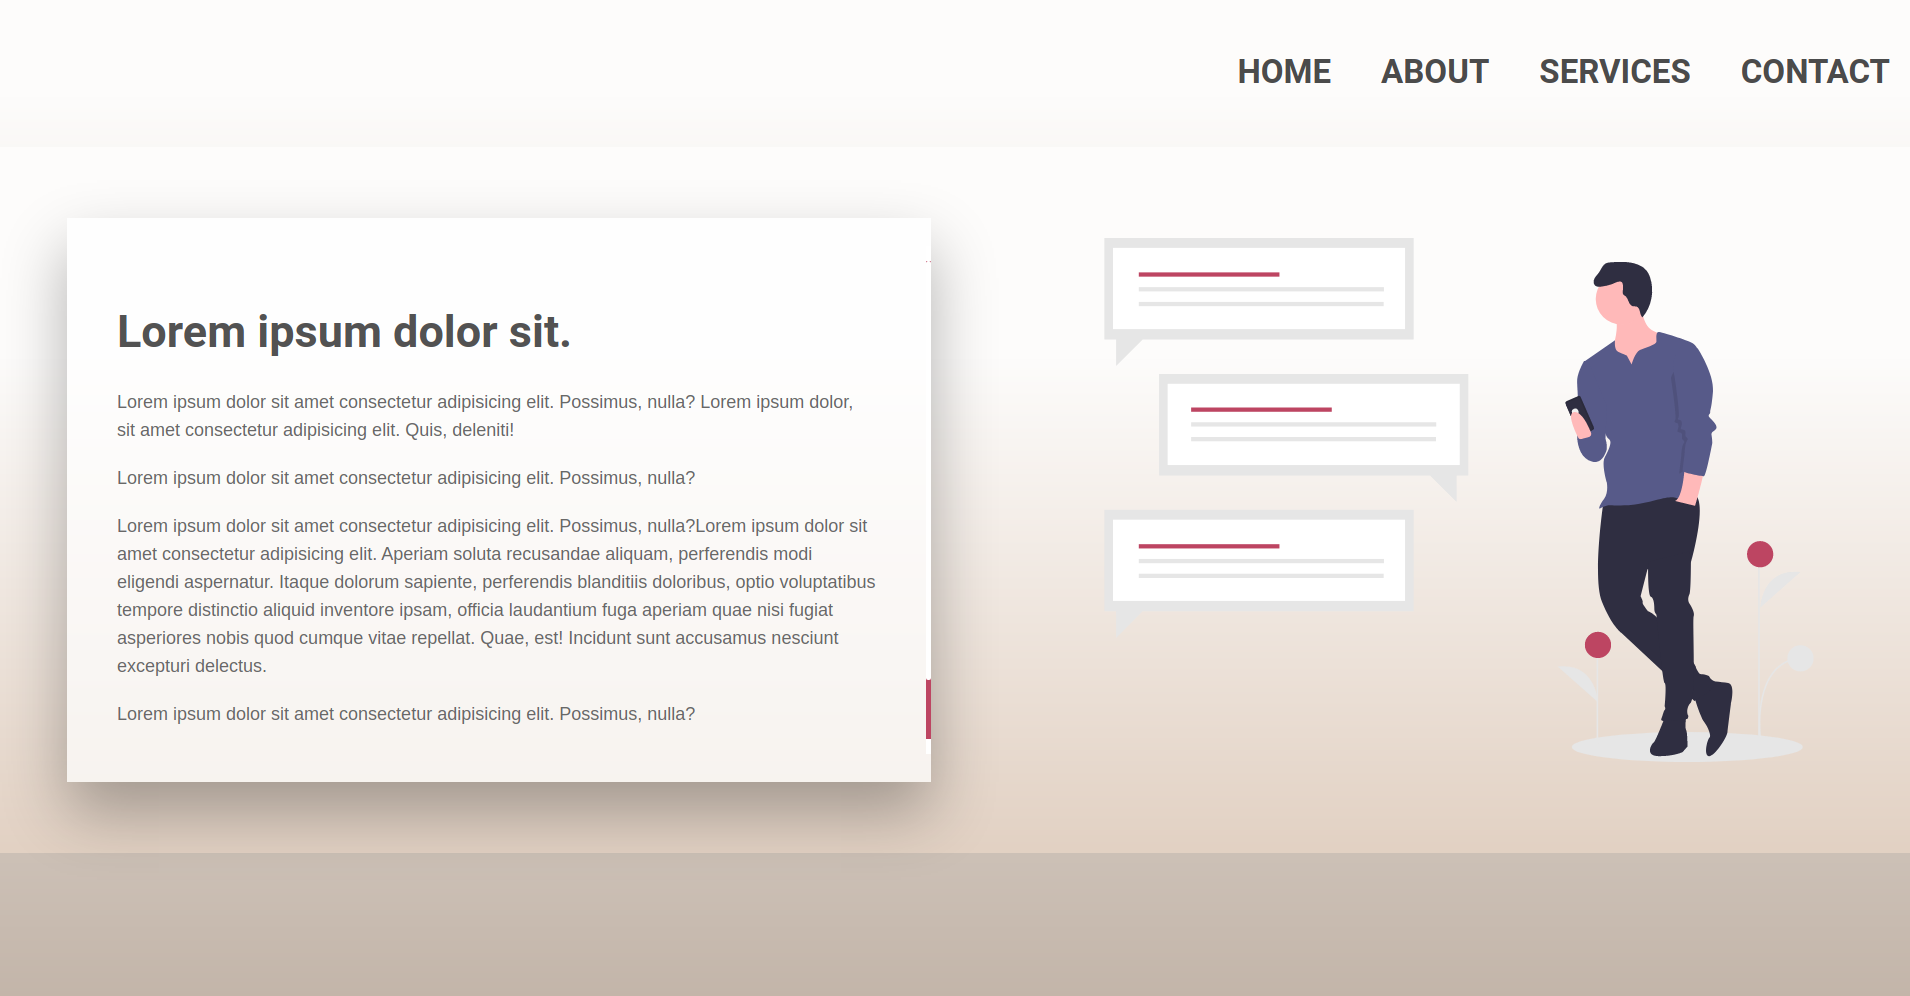 HOME ABOUT SERVICES CONTACT
Lorem ipsum dolor sit.
Lorem ipsum dolor sit amet consectetur adipisicing elit. Possimus, nulla? Lorem ipsum dolor,
sit amet consectetur adipisicing elit. Quis, deleniti!
Lorem ipsum dolor sit amet consectetur adipisicing elit. Possimus, nulla?
Lorem ipsum dolor sit amet consectetur adipisicing elit. Possimus, nulla?Lorem ipsum dolor sit
amet consectetur adipisicing elit. Aperiam soluta recusandae aliquam, perferendis modi
eligendi aspernatur. Itaque dolorum sapiente, perferendis blanditiis doloribus, optio voluptatibus
tempore distinctio aliquid inventore ipsam, officia laudantium fuga aperiam quae nisi fugiat
asperiores nobis quod cumque vitae repellat. Quae, est! Incidunt sunt accusamus nesciunt
excepturi delectus.
Lorem ipsum dolor sit amet consectetur adipisicing elit. Possimus, nulla?